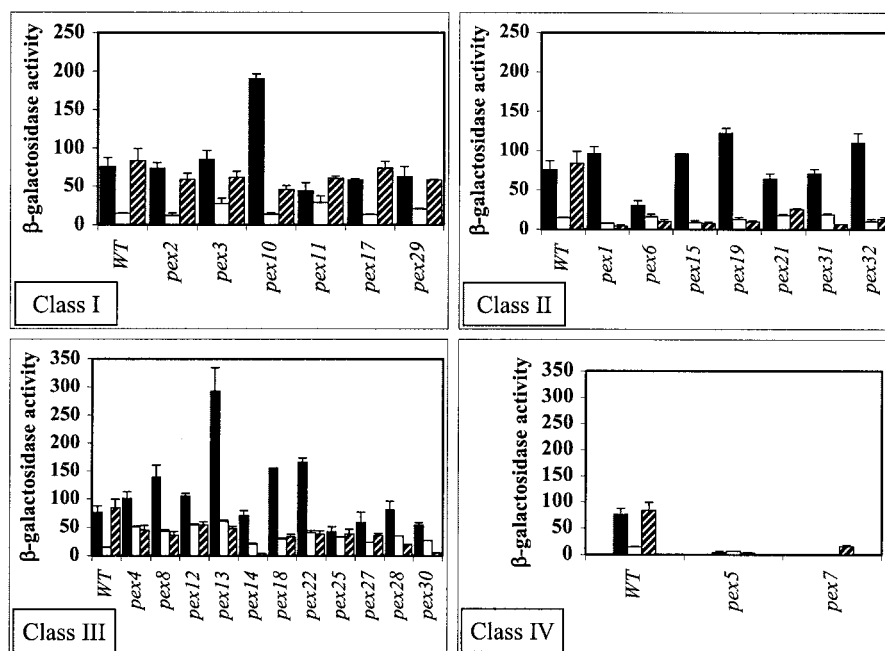 β-galactosidase activity
250
200
150
100
50
0
WT
pex2
pex3
pex10
pex11
pex17
pex29
Class I
β-galactosidase activity
250
200
150
100
50
0
WT
pex1
pex6
pex15
pex19
pex21
pex31
pex32
Class II
β-galactosidase activity
350
300
250
200
150
100
50
0
WT
pex4
pex8
pex12
pex13
pex14
pex18
pex22
pex25
pex27
pex28
pex30
Class III
β-galactosidase activity
350
300
250
200
150
100
50
0
WT
pex5
pex7
Class IV